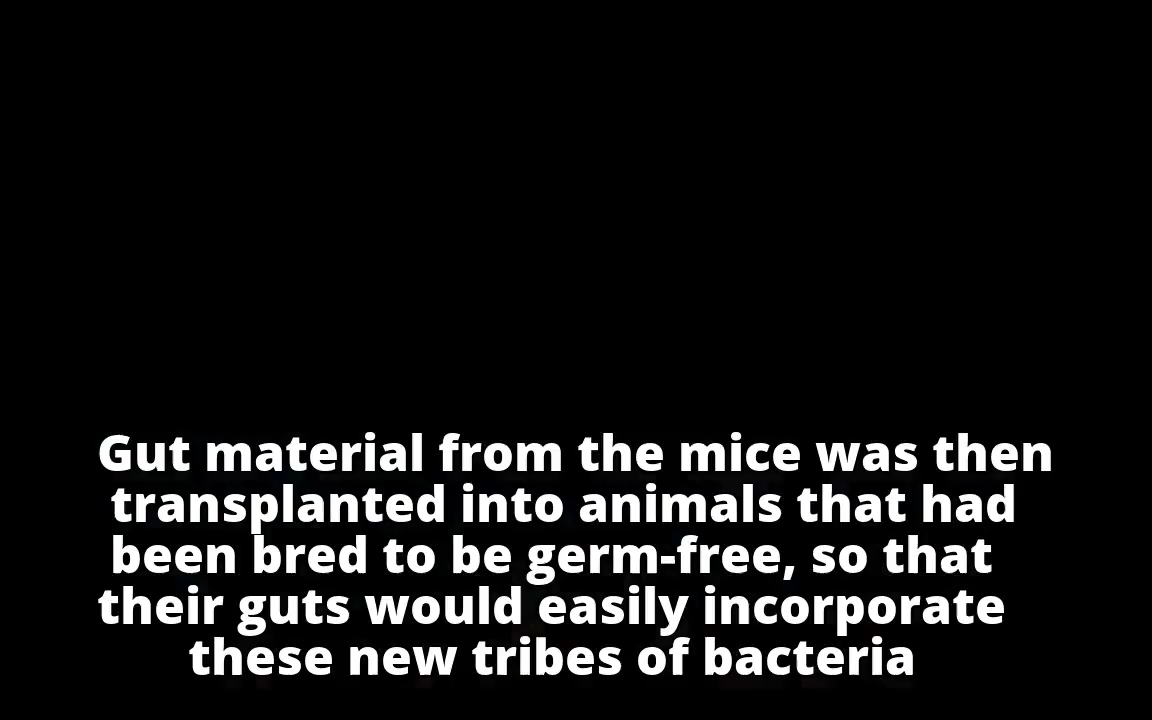 Gut material from the mice was then
transplanted into animals that had
been bred to be germ-free, so that
their guts would easily incorporate
these new tribes of bacteria